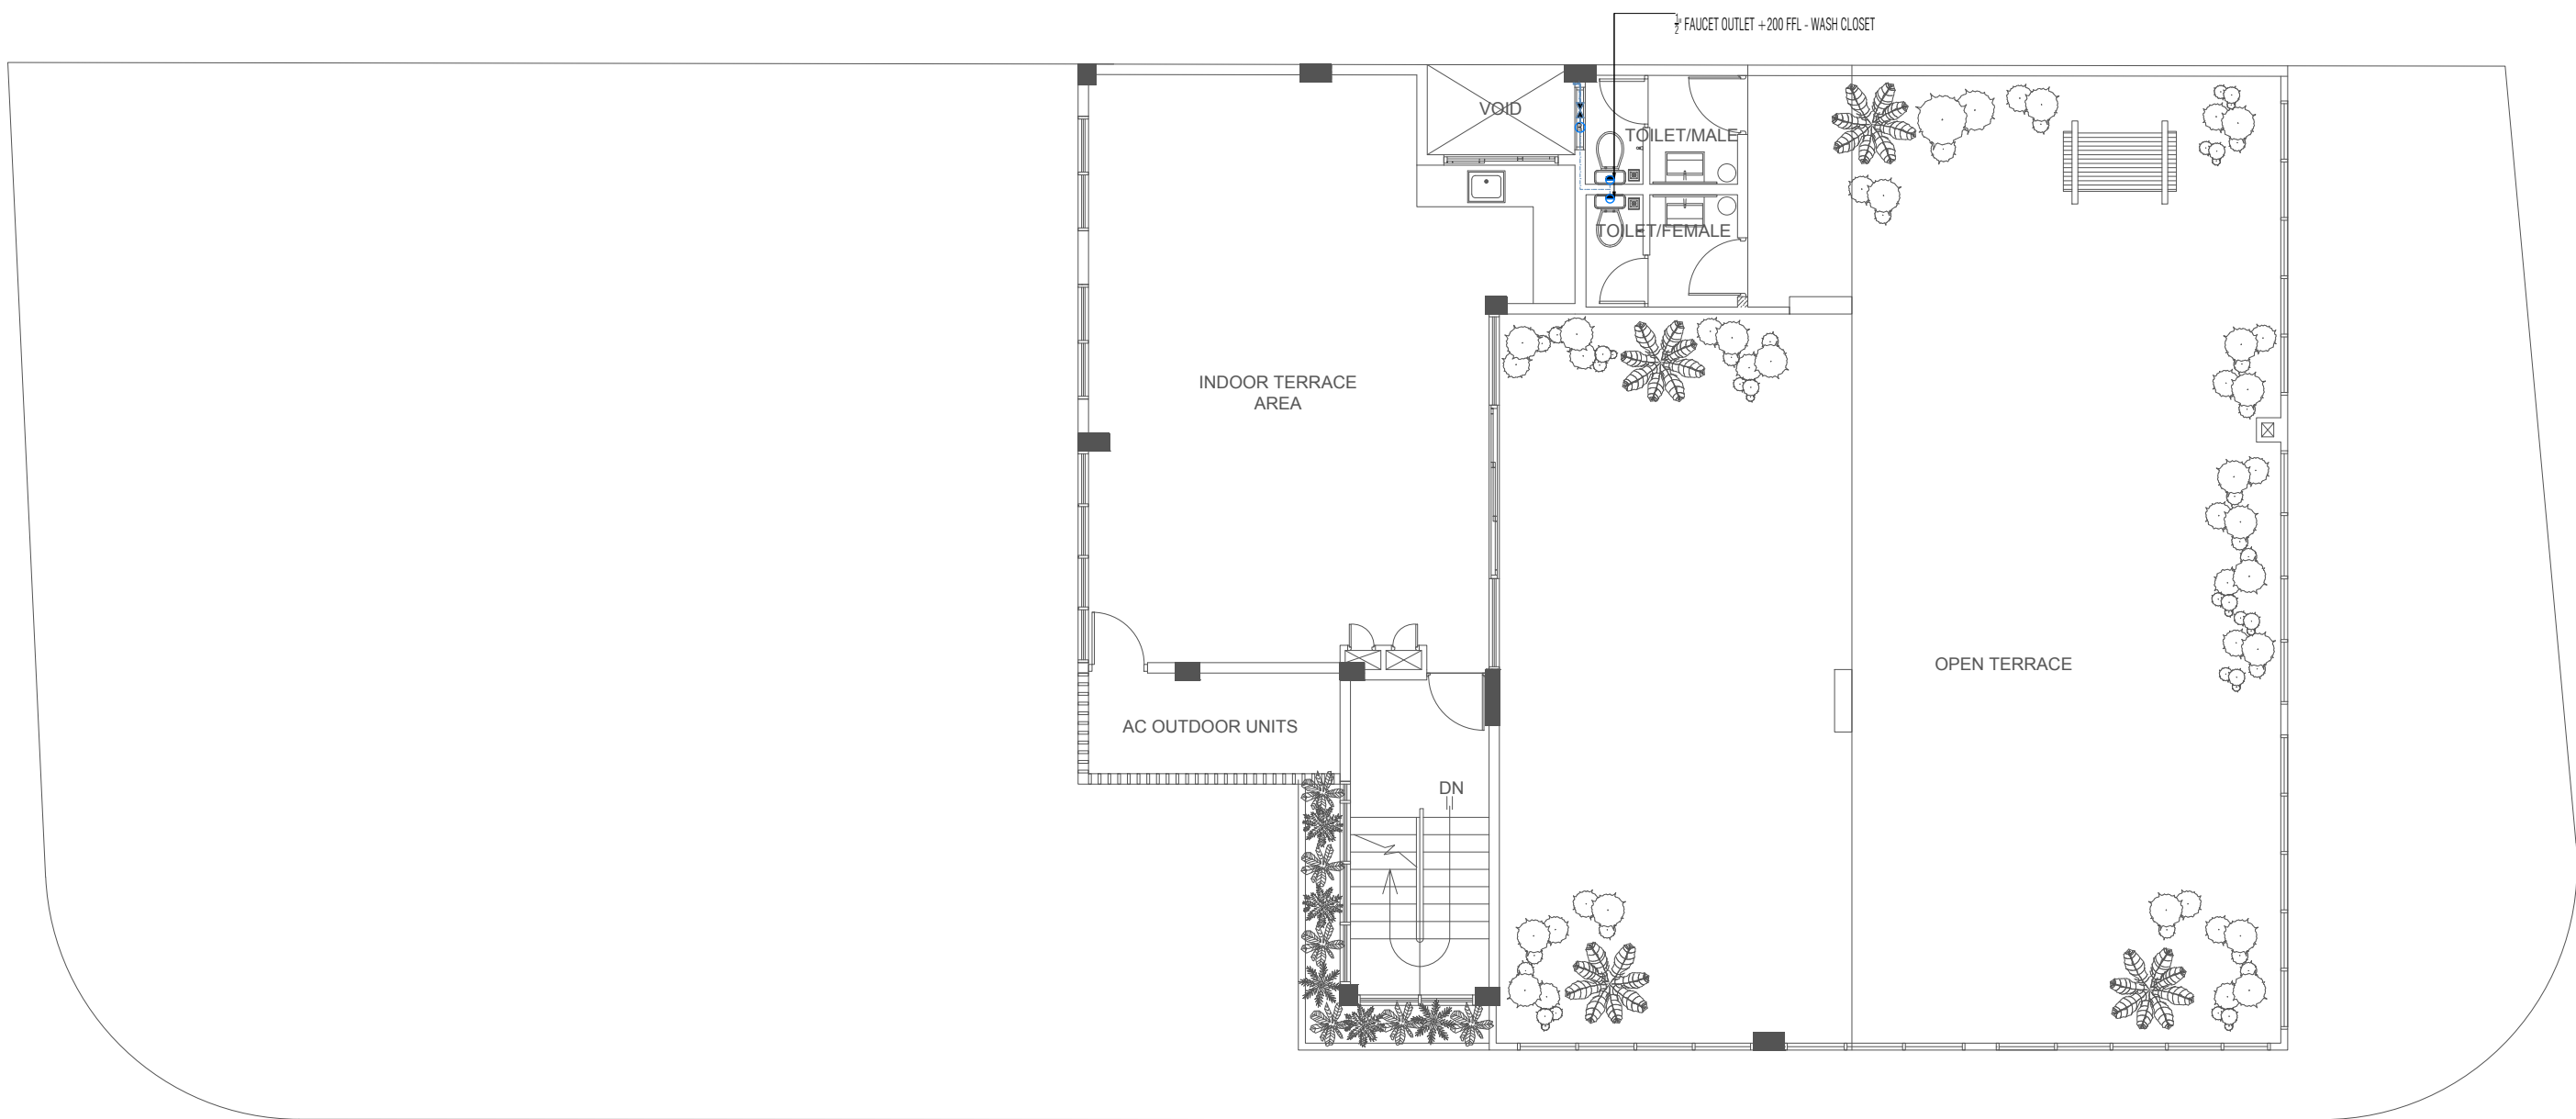 1/2" FAUCET OUTLET +200 FFL - WASH CLOSET
VOID
TOILET/MALE
TOILET/FEMALE
INDOOR TERRACE
AREA
OPEN TERRACE
AC OUTDOOR UNITS
DN